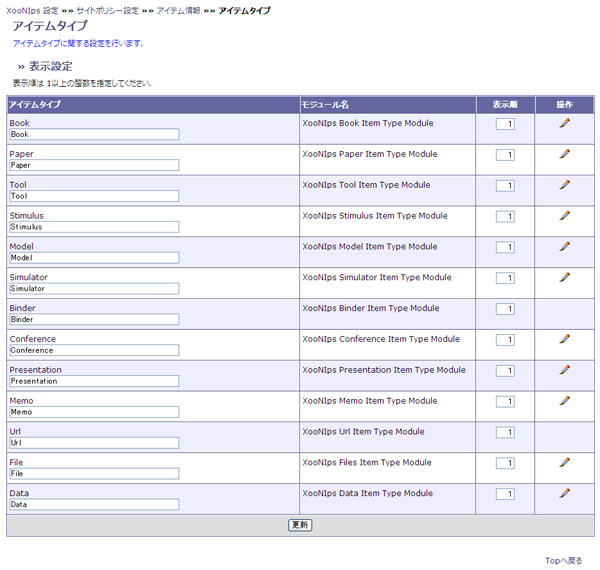 XooNIps 設定 »» サイトポリシー設定 »» アイテム情報 »» アイテムタイプ
アイテムタイプ
アイテムタイプに関する設定を行います.
» 表示設定
表示順は 1以上の整数を指定してください.
アイテムタイプ モジュール名 表示順 操作
Book XooNIps Book Item Type Module 1
Book
Paper XooNIps Paper Item Type Module 1
Paper
Tool XooNIps Tool Item Type Module 1
Tool
Stimulus XooNIps Stimulus Item Type Module 1
Stimulus
Model XooNIps Model Item Type Module 1
Model
Simulator XooNIps Simulator Item Type Module 1
Simulator
Binder XooNIps Binder Item Type Module 1
Binder
Conference XooNIps Conference Item Type Module 1
Conference
Presentation XooNIps Presentation Item Type Module 1
Presentation
Memo XooNIps Memo Item Type Module 1
Memo
Url XooNIps Url Item Type Module 1
Url
File XooNIps Files Item Type Module 1
File
Data XooNIps Data Item Type Module 1
Data
更新
Topへ戻る